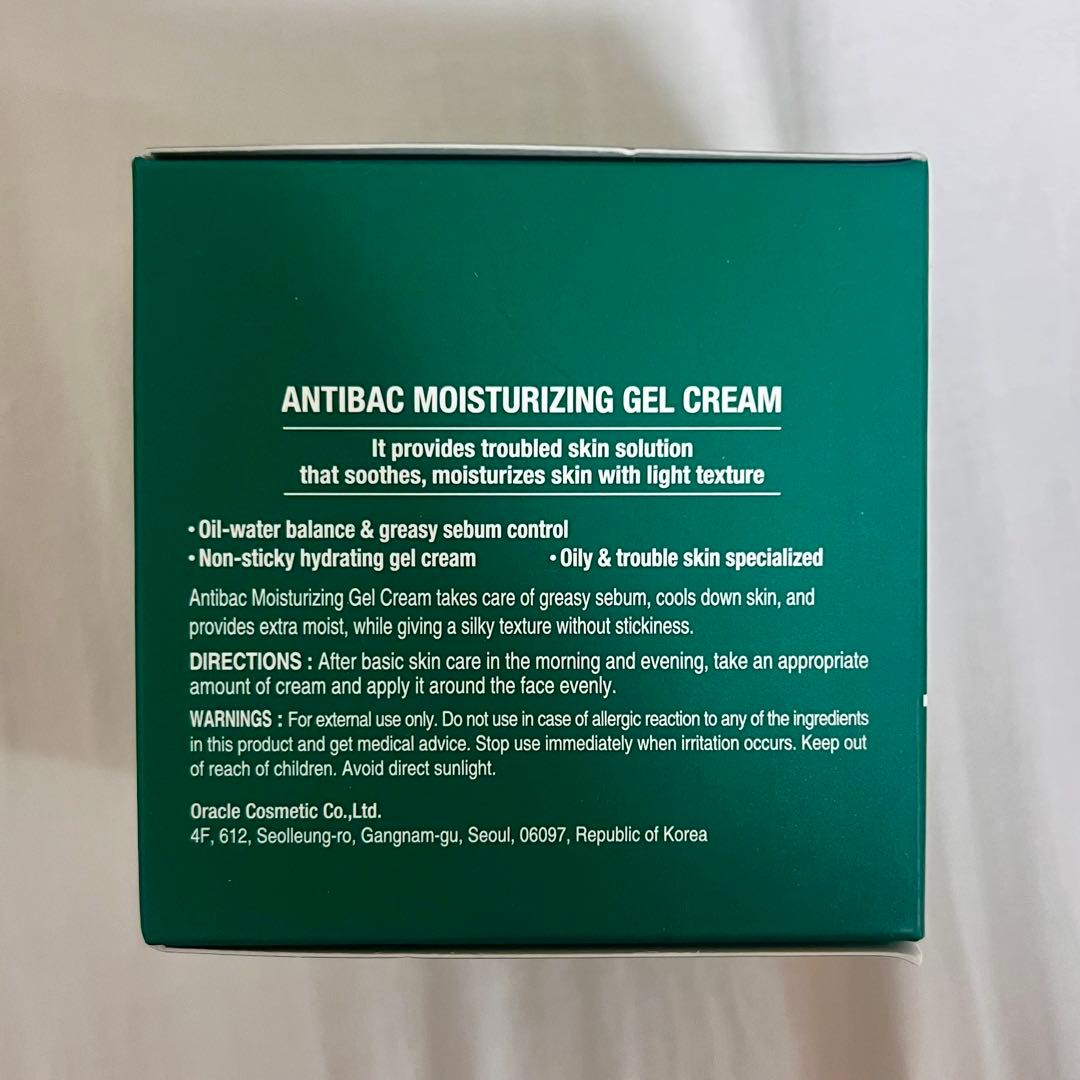 ANTIBAC MOISTURIZING GEL CREAM
It provides troubled skin solution
that soothes, moisturizes skin with light texture
• Oil-water balance & greasy sebum control
• Non-sticky hydrating gel cream • Oily & trouble skin specialized
Antibac Moisturizing Gel Cream takes care of greasy sebum, cools down skin, and
provides extra moist, while giving a silky texture without stickiness.
DIRECTIONS : After basic skin care in the morning and evening, take an appropriate
amount of cream and apply it around the face evenly.
WARNINGS : For external use only. Do not use in case of allergic reaction to any of the ingredients
in this product and get medical advice. Stop use immediately when irritation occurs. Keep out
of reach of children. Avoid direct sunlight.
Oracle Cosmetic Co.,Ltd.
4F, 612, Seolleung-ro, Gangnam-gu, Seoul, 06097, Republic of Korea